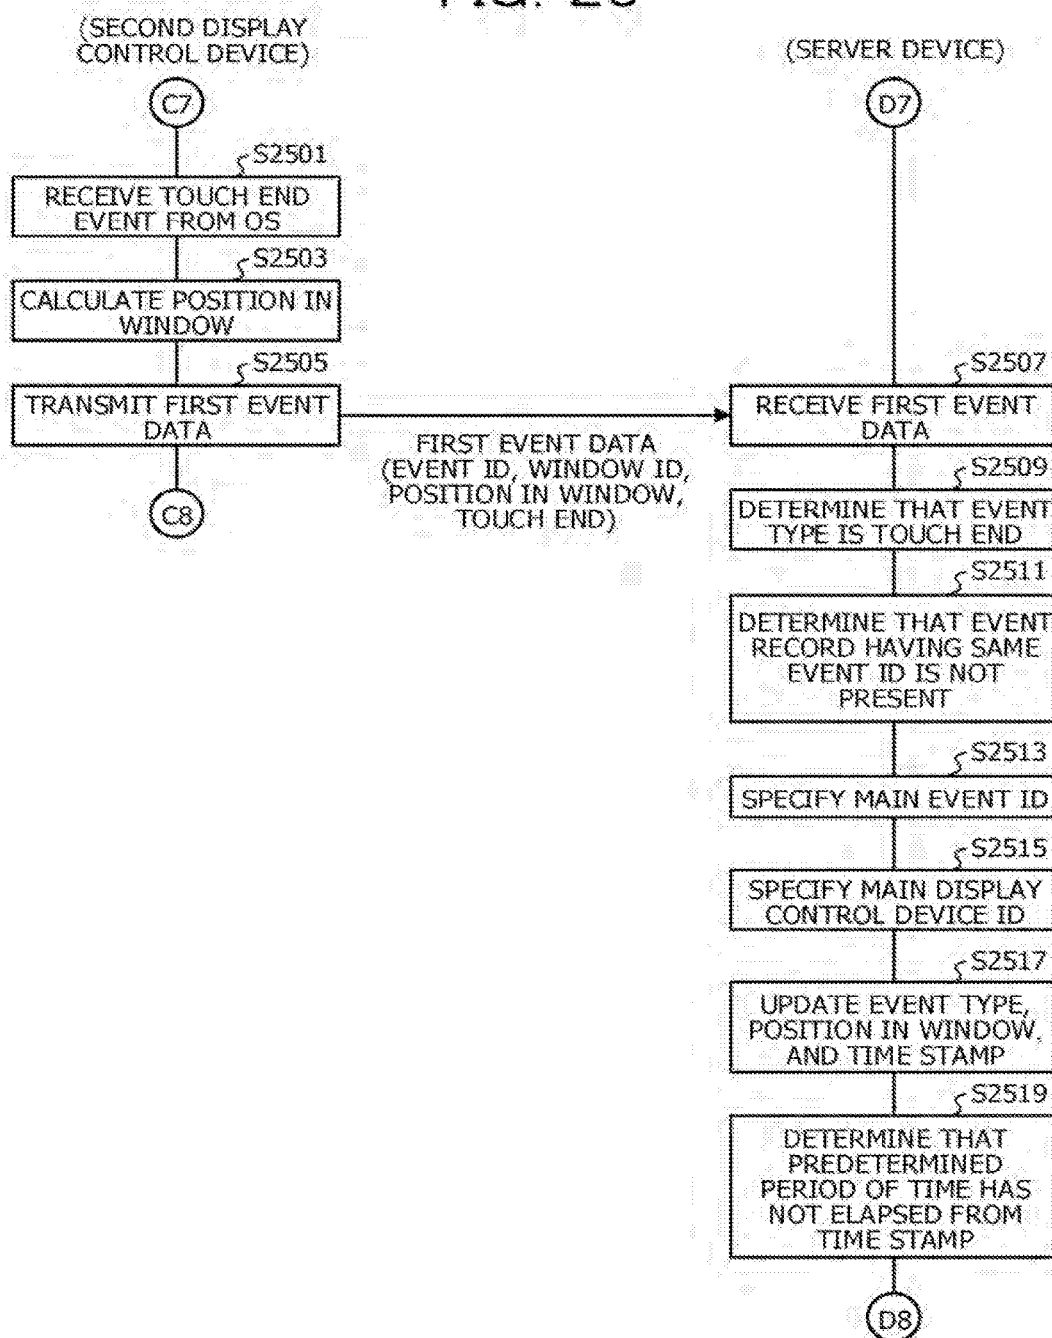 (SECOND DISPLAY
CONTROL DEVICE)
C7
S2501
RECEIVE TOUCH END
EVENT FROM OS
S2503
CALCULATE POSITION IN
WINDOW
S2505
TRANSMIT FIRST EVENT
DATA
C8
FIRST EVENT DATA
(EVENT ID, WINDOW ID,
POSITION IN WINDOW,
TOUCH END)
(SERVER DEVICE)
D7
S2507
RECEIVE FIRST EVENT
DATA
S2509
DETERMINE THAT EVENT
TYPE IS TOUCH END
S2511
DETERMINE THAT EVENT
RECORD HAVING SAME
EVENT ID IS NOT
PRESENT
S2513
SPECIFY MAIN EVENT ID
S2515
SPECIFY MAIN DISPLAY
CONTROL DEVICE ID
S2517
UPDATE EVENT TYPE,
POSITION IN WINDOW,
AND TIME STAMP
S2519
DETERMINE THAT
PREDETERMINED
PERIOD OF TIME HAS
NOT ELAPSED FROM
TIME STAMP
D8